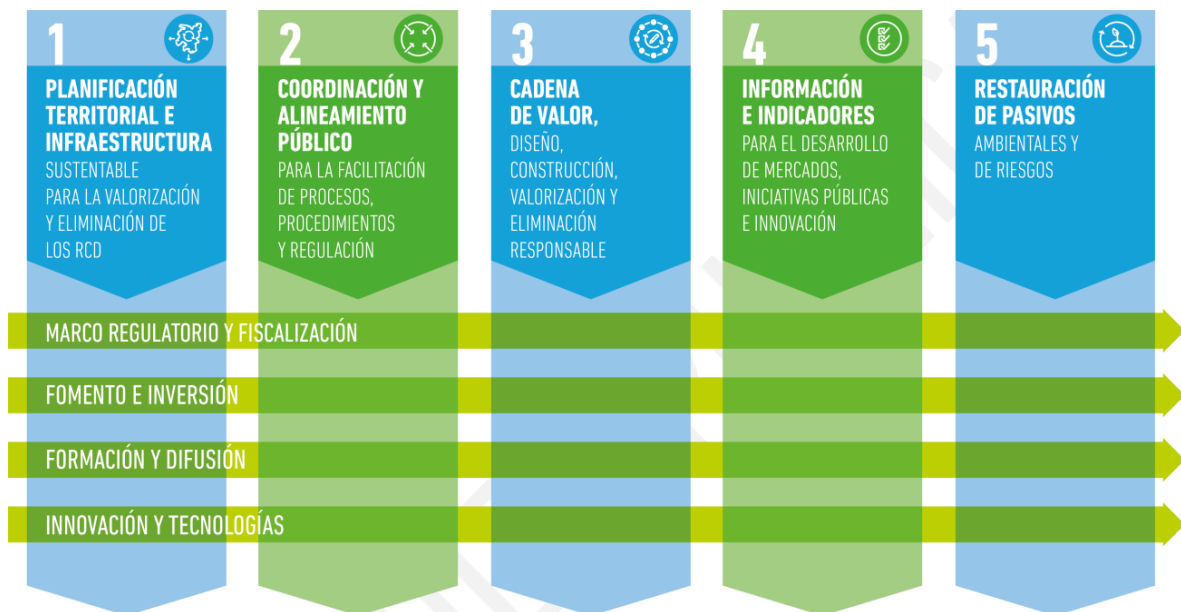 1
PLANIFICACIÓN
TERRITORIAL E
INFRAESTRUCTURA
SUSTENTABLE
PARA LA VALORIZACIÓN
Y ELIMINACIÓN DE
LOS RCD
2
COORDINACIÓN Y
ALINEAMIENTO
PÚBLICO
PARA LA FACILITACIÓN
DE PROCESOS,
PROCEDIMIENTOS
Y REGULACIÓN
3
CADENA
DE VALOR,
DISEÑO,
CONSTRUCCIÓN,
VALORIZACIÓN Y
ELIMINACIÓN
RESPONSABLE
4
INFORMACIÓN
E INDICADORES
PARA EL DESARROLLO
DE MERCADOS,
INICIATIVAS PÚBLICAS
E INNOVACIÓN
5
RESTAURACIÓN
DE PASIVOS
AMBIENTALES Y
DE RIESGOS
MARCO REGULATORIO Y FISCALIZACIÓN
FOMENTO E INVERSIÓN
FORMACIÓN Y DIFUSIÓN
INNOVACIÓN Y TECNOLOGÍAS